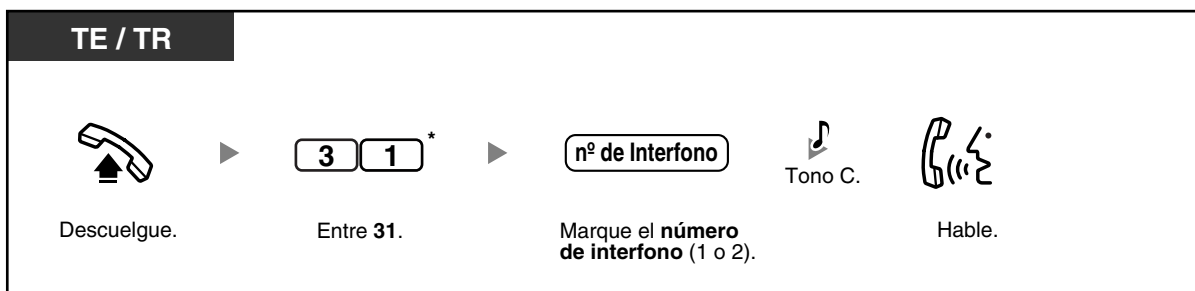 TE / TR
3 1 *
nº de Interfono
Tono C.
Descuelgue.
Entre 31.
Marque el número
de interfono (1 o 2).
Hable.